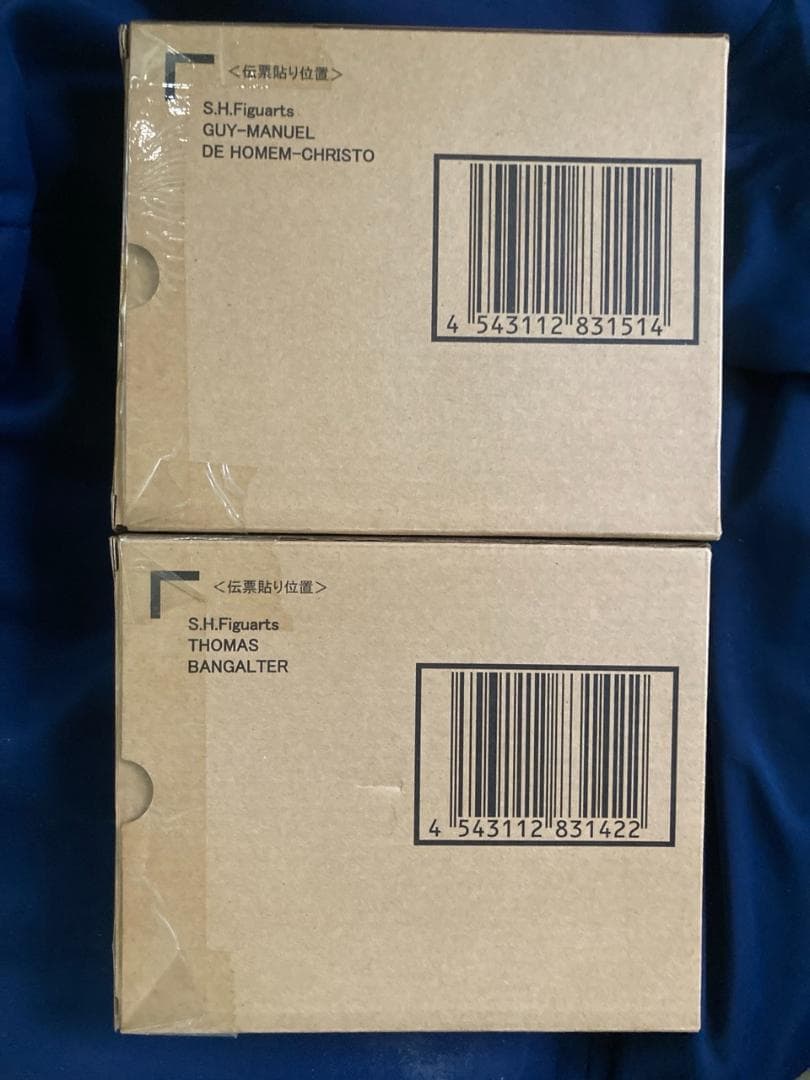 ＜伝票貼り位置＞
S.H.Figuarts
GUY-MANUEL
DE HOMEM-CHRISTO
4 543112 831514
＜伝票貼り位置＞
S.H.Figuarts
THOMAS
BANGALTER
4 543112 831422